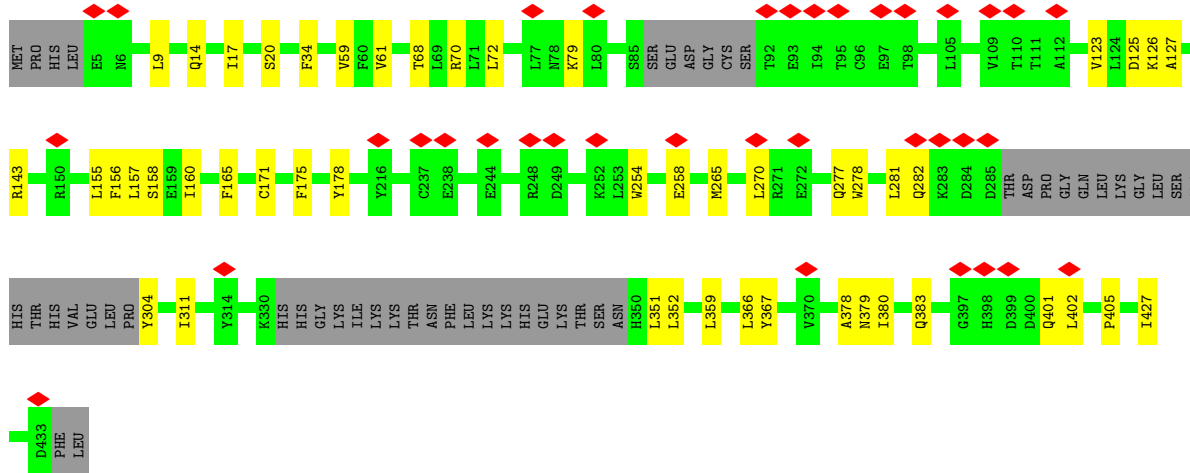 MET PRO HIS LEU E5 N6 L9 Q14 I17 S20 F34 V59 F60 V61 T68 L69 R70 L71 L72 L77 N78 K79 L80 S85 SER GLU ASP GLY CYS SER T92 E93 I94 T95 C96 E97 T98 L105 V109 T110 T111 A112 V123 L124 D125 K126 A127
R143 R150 L155 F156 L157 S158 E159 I160 F165 C171 F175 Y178 Y216 C237 E238 E244 R248 D249 K252 L253 W254 E258 M265 L270 R271 E272 Q277 W278 L281 Q282 K283 D284 D285 THR ASP PRO GLY GLN LEU LYS GLY LEU SER
HIS THR HIS VAL GLU LEU PRO Y304 I311 Y314 K330 HIS HIS GLY LYS ILE LYS LYS THR ASN PHE LEU LYS LYS HIS GLU LYS THR SER ASN H350 L351 L352 L359 L366 Y367 V370 A378 N379 I380 Q383 G397 H398 D399 D400 Q401 L402 P405 I427
D433 PHE LEU